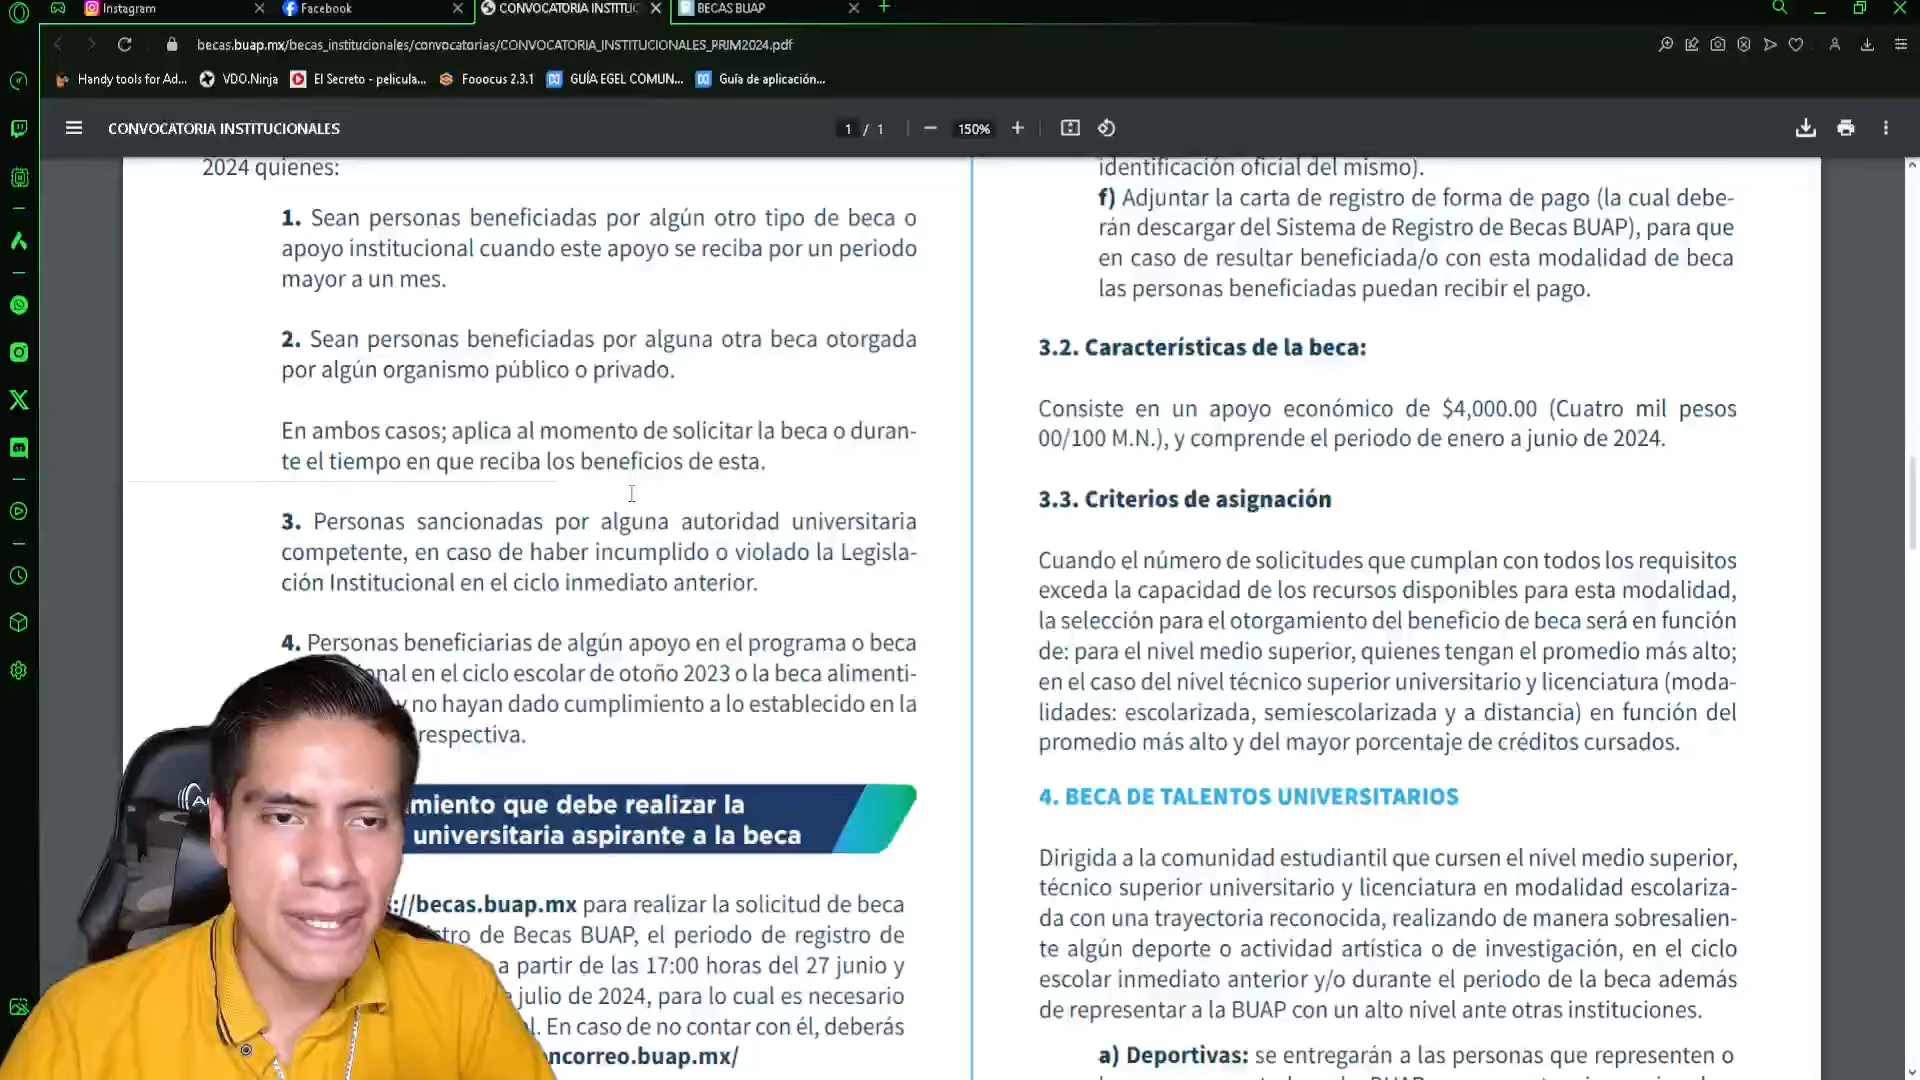 Instagram
Facebook
CONVOCATORIA INSTITUC
BECAS BUAP
becas.buap.mx/becas_institucionales/convocatorias/CONVOCATORIA_INSTITUCIONALES_PRIM2024.pdf
Handy tools for Ad...
VDO.Ninja
El Secreto - pelicula...
Fooocus 2.3.1
GUÍA EGEL COMUN...
Guía de aplicación...
CONVOCATORIA INSTITUCIONALES
1 / 1
150%
2024 quienes:
1. Sean personas beneficiadas por algún otro tipo de beca o
apoyo institucional cuando este apoyo se reciba por un periodo
mayor a un mes.
2. Sean personas beneficiadas por alguna otra beca otorgada
por algún organismo público o privado.
En ambos casos; aplica al momento de solicitar la beca o duran-
te el tiempo en que reciba los beneficios de esta.
3. Personas sancionadas por alguna autoridad universitaria
competente, en caso de haber incumplido o violado la Legisla-
ción Institucional en el ciclo inmediato anterior.
4. Personas beneficiarias de algún apoyo en el programa o beca
nal en el ciclo escolar de otoño 2023 o la beca alimenti-
y no hayan dado cumplimiento a lo establecido en la
respectiva.
miento que debe realizar la
universitaria aspirante a la beca
://becas.buap.mx para realizar la solicitud de beca
tro de Becas BUAP, el periodo de registro de
a partir de las 17:00 horas del 27 junio y
julio de 2024, para lo cual es necesario
l. En caso de no contar con él, deberás
ncorreo.buap.mx/
identificación oficial del mismo).
f) Adjuntar la carta de registro de forma de pago (la cual debe-
rán descargar del Sistema de Registro de Becas BUAP), para que
en caso de resultar beneficiada/o con esta modalidad de beca
las personas beneficiadas puedan recibir el pago.
3.2. Características de la beca:
Consiste en un apoyo económico de $4,000.00 (Cuatro mil pesos
00/100 M.N.), y comprende el periodo de enero a junio de 2024.
3.3. Criterios de asignación
Cuando el número de solicitudes que cumplan con todos los requisitos
exceda la capacidad de los recursos disponibles para esta modalidad,
la selección para el otorgamiento del beneficio de beca será en función
de: para el nivel medio superior, quienes tengan el promedio más alto;
en el caso del nivel técnico superior universitario y licenciatura (moda-
lidades: escolarizada, semiescolarizada y a distancia) en función del
promedio más alto y del mayor porcentaje de créditos cursados.
4. BECA DE TALENTOS UNIVERSITARIOS
Dirigida a la comunidad estudiantil que cursen el nivel medio superior,
técnico superior universitario y licenciatura en modalidad escolariza-
da con una trayectoria reconocida, realizando de manera sobresalien-
te algún deporte o actividad artística o de investigación, en el ciclo
escolar inmediato anterior y/o durante el periodo de la beca además
de representar a la BUAP con un alto nivel ante otras instituciones.
a) Deportivas: se entregarán a las personas que representen o